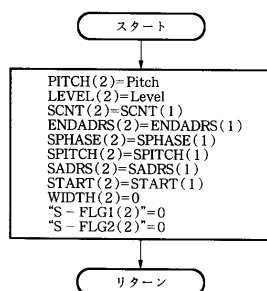 スタート
PITCH(2)=Pitch
LEVEL(2)=Level
SCNT(2)=SCNT(1)
ENDADRS(2)=ENDADRS(1)
SPHASE(2)=SPHASE(1)
SPITCH(2)=SPITCH(1)
SADRS(2)=SADRS(1)
START(2)=START(1)
WIDTH(2)=0
“S－FLG1(2)”=0
“S－FLG2(2)”=0
リターン